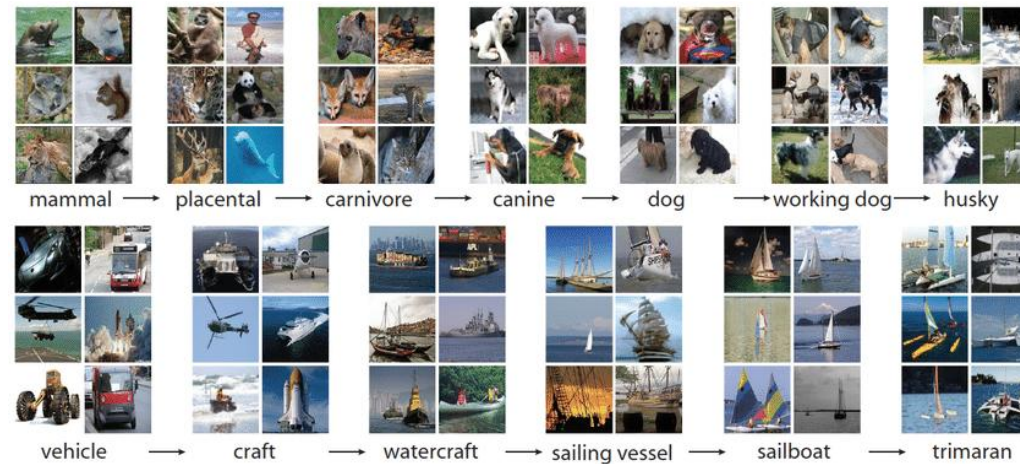 mammal → placental → carnivore → canine → dog → working dog → husky
vehicle → craft → watercraft → sailing vessel → sailboat → trimaran